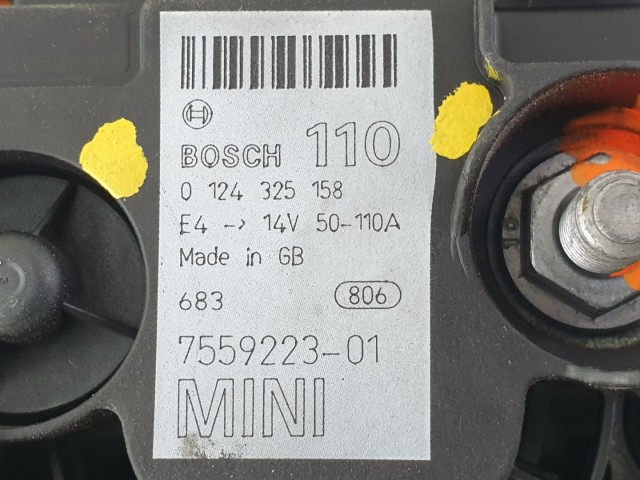 BOSCH 110
0 124 325 158
E4 -> 14V 50-110A
Made in GB
683 806
7559223-01
MINI